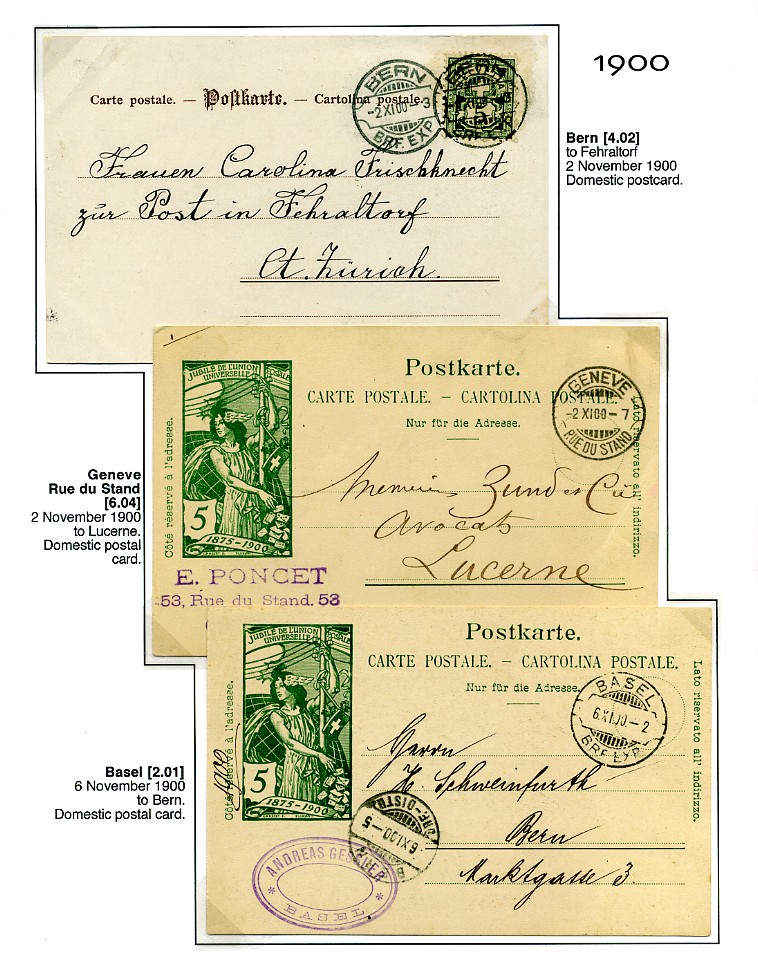 1900
Bern [4.02]
to Fehraltorf
2 November 1900
Domestic postcard.
Carte postale. — Postkarte. — Cartolina postale.
BERN
-2.XI.00-3
BRF. EXP.
Frauen Carolina Frischknecht
zur Post in Fehraltorf
Ct. Zürich.
Geneve
Rue du Stand
[6.04]
2 November 1900
to Lucerne.
Domestic postal
card.
JUBILÉ DE L'UNION POSTALE
UNIVERSELLE
5
1875-1900
Côté réservé à l'adresse.
Postkarte.
CARTE POSTALE. - CARTOLINA POSTALE.
Nur für die Adresse.
Lato riservato all' indirizzo.
GENEVE
-2.XI.00-7
RUE DU STAND
Zund et Cie
avocats
Lucerne
E. PONCET
53, Rue du Stand. 53
Basel [2.01]
6 November 1900
to Bern.
Domestic postal card.
JUBILÉ DE L'UNION POSTALE
UNIVERSELLE
5
1875-1900
Côté réservé à l'adresse.
1900
Postkarte.
CARTE POSTALE. - CARTOLINA POSTALE.
Nur für die Adresse.
Lato riservato all' indirizzo.
BASEL
6.XI.00-2
BRF. EXP.
Herrn
H. Schweinfurth
Bern
Marktgasse 3.
6.XI.00-5
ANDREAS
BASEL